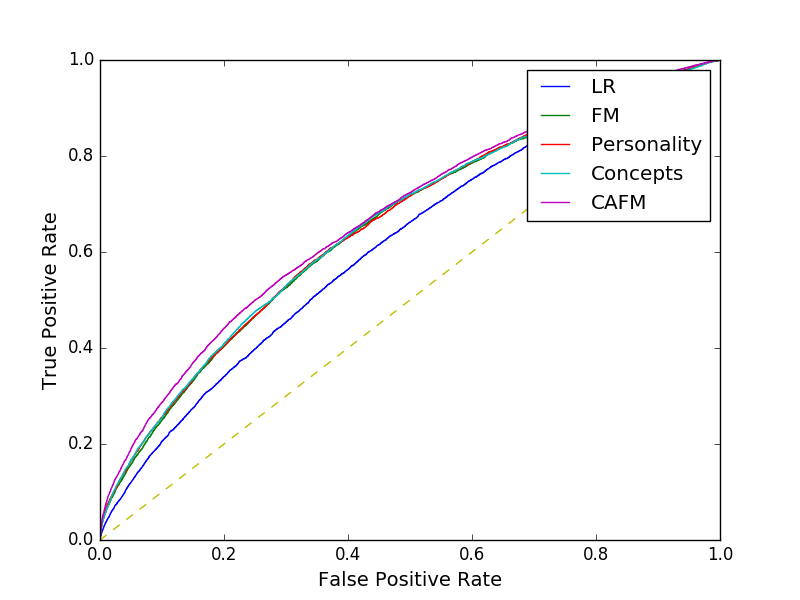 1.0
0.8
0.6
0.4
0.2
0.0
True Positive Rate
LR
FM
Personality
Concepts
CAFM
0.0 0.2 0.4 0.6 0.8 1.0
False Positive Rate